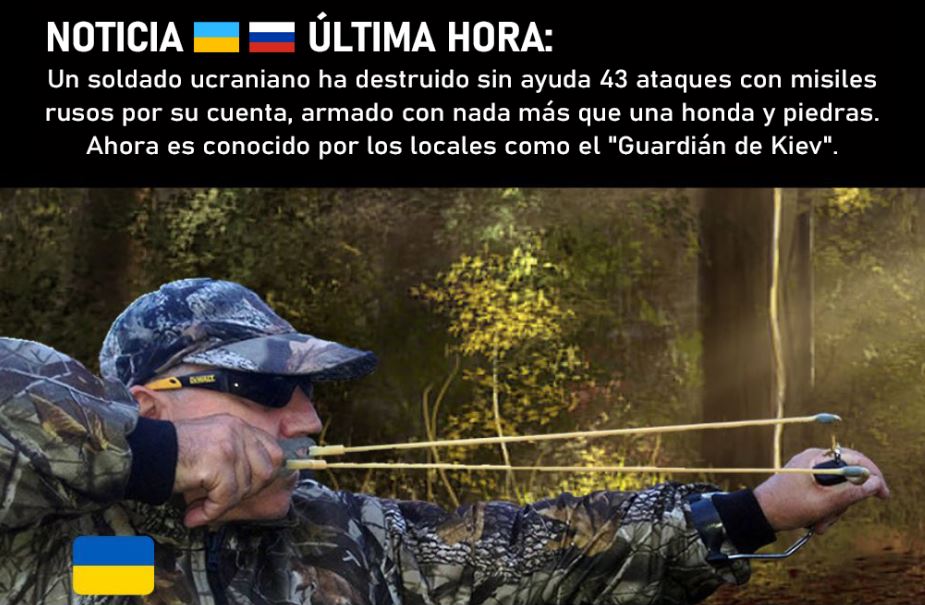 NOTICIA ÚLTIMA HORA:
Un soldado ucraniano ha destruido sin ayuda 43 ataques con misiles
rusos por su cuenta, armado con nada más que una honda y piedras.
Ahora es conocido por los locales como el "Guardián de Kiev".
DEWALT